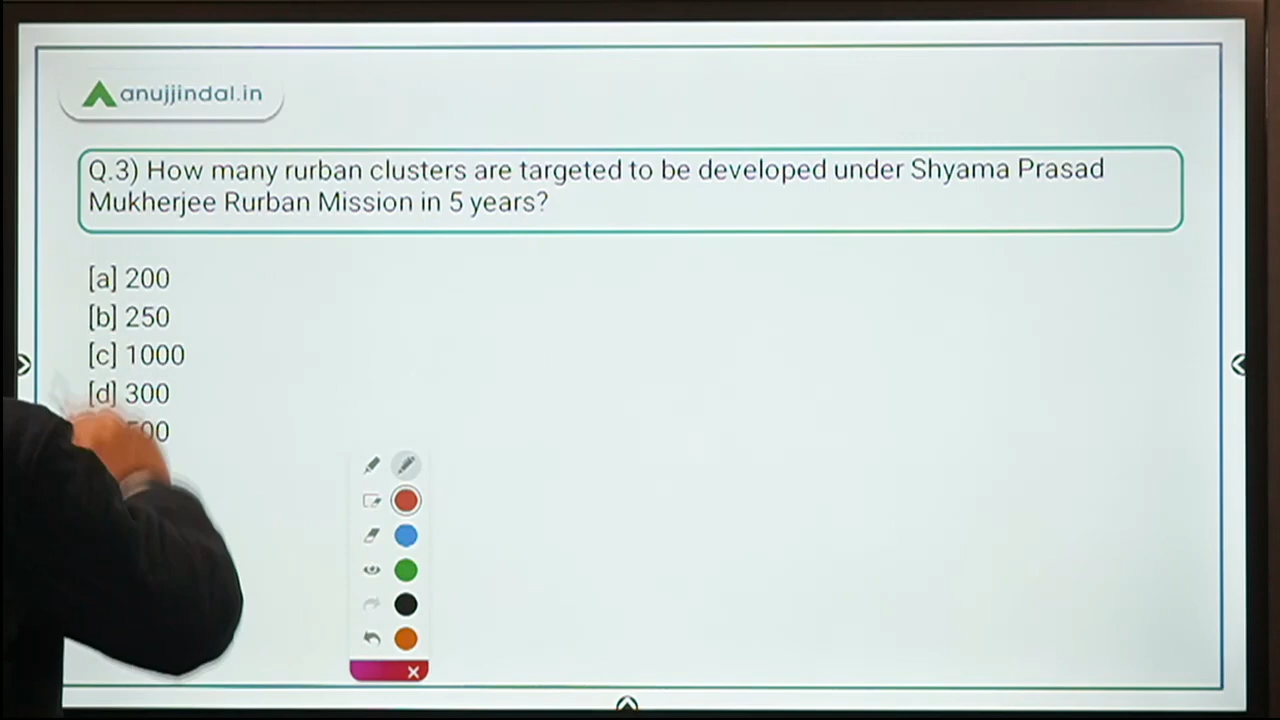 anujjindal.in
Q.3) How many rurban clusters are targeted to be developed under Shyama Prasad
Mukherjee Rurban Mission in 5 years?
[a] 200
[b] 250
[c] 1000
[d] 300